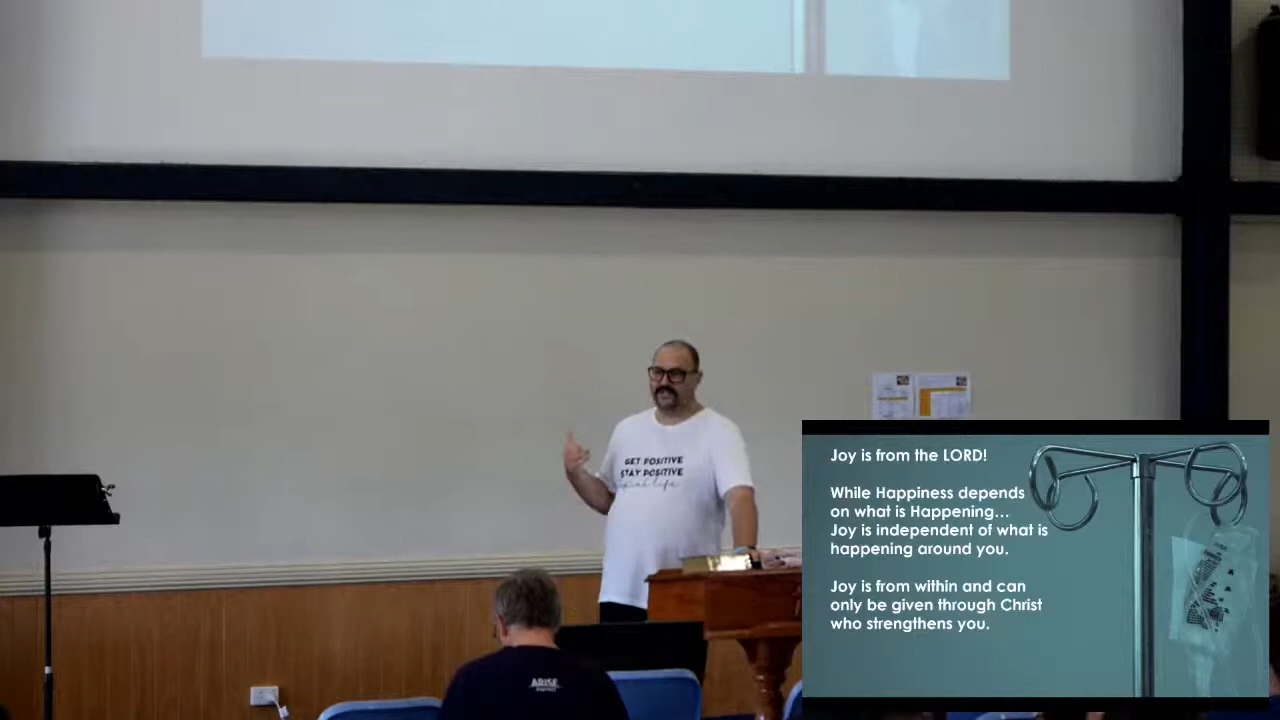 GET POSITIVE
STAY POSITIVE
ARISE
Joy is from the LORD!
While Happiness depends
on what is Happening...
Joy is independent of what is
happening around you.
Joy is from within and can
only be given through Christ
who strengthens you.